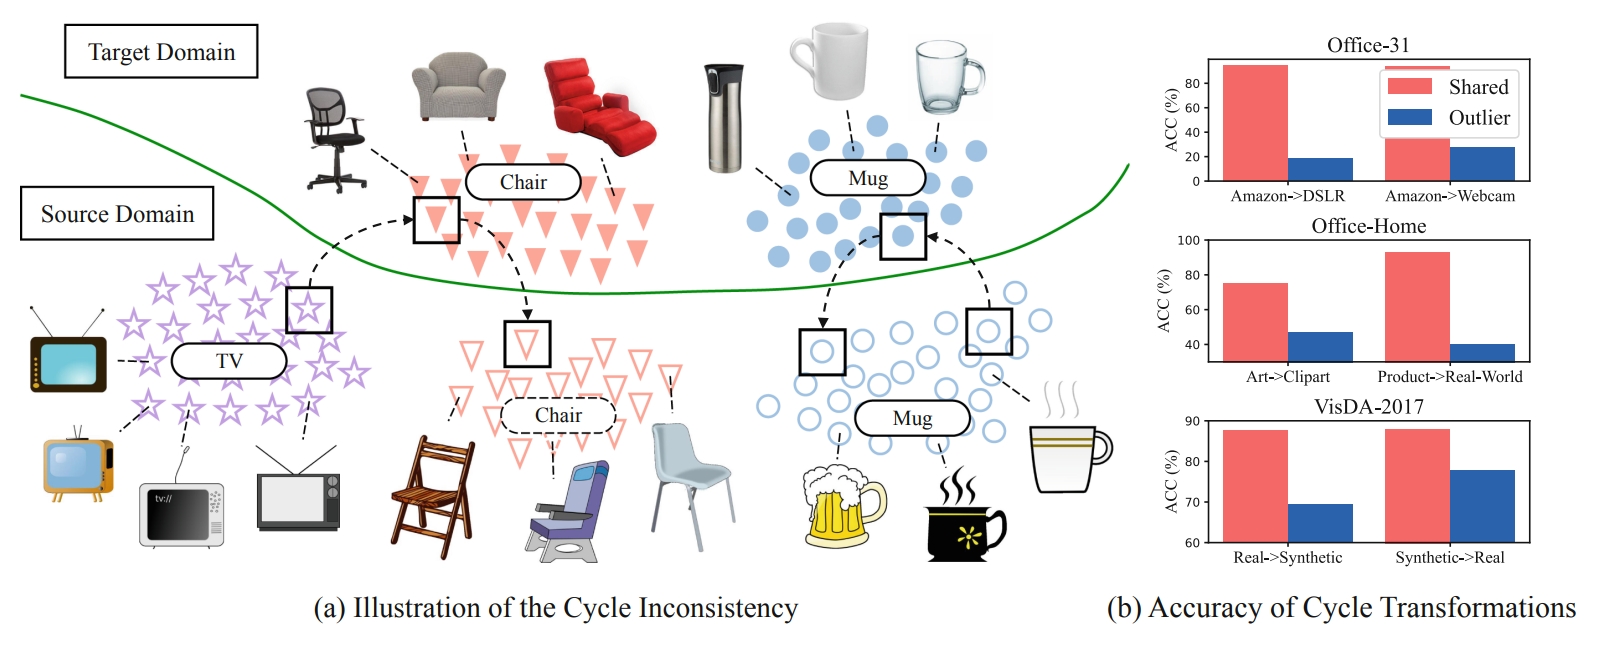 Target Domain
Source Domain
Chair
Mug
TV
Chair
Mug
tv://
(a) Illustration of the Cycle Inconsistency
Office-31
ACC (%)
80
60
40
20
0
Shared
Outlier
Amazon->DSLR
Amazon->Webcam
Office-Home
ACC (%)
100
80
60
40
Art->Clipart
Product->Real-World
VisDA-2017
ACC (%)
90
80
70
60
Real->Synthetic
Synthetic->Real
(b) Accuracy of Cycle Transformations